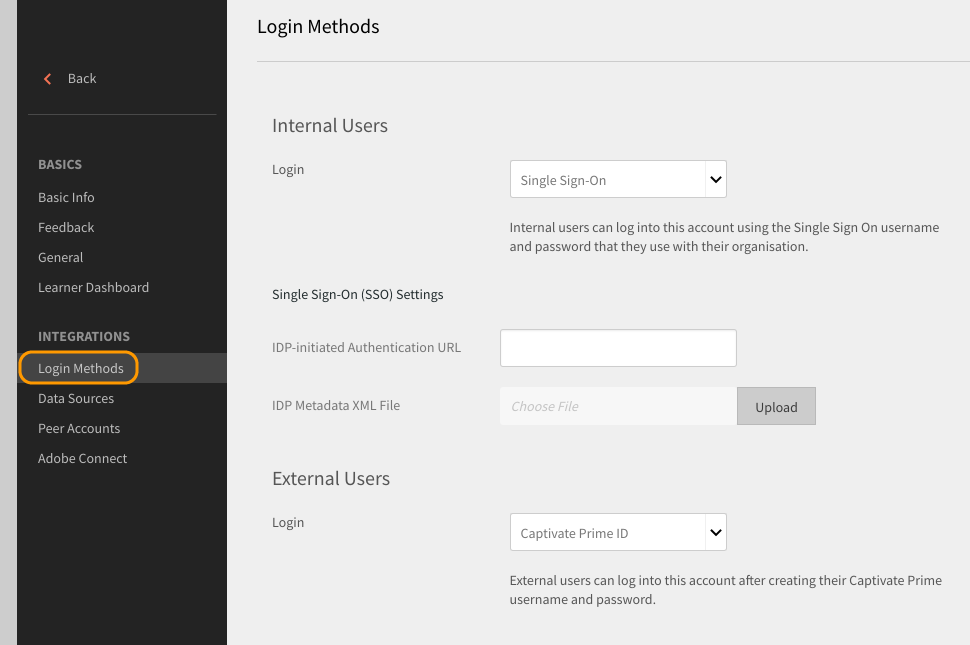 Login Methods
Back
BASICS
Basic Info
Feedback
General
Learner Dashboard
INTEGRATIONS
Login Methods
Data Sources
Peer Accounts
Adobe Connect
Internal Users
Login
Single Sign-On
Internal users can log into this account using the Single Sign On username
and password that they use with their organisation.
Single Sign-On (SSO) Settings
IDP-initiated Authentication URL
IDP Metadata XML File
Choose File
Upload
External Users
Login
Captivate Prime ID
External users can log into this account after creating their Captivate Prime
username and password.